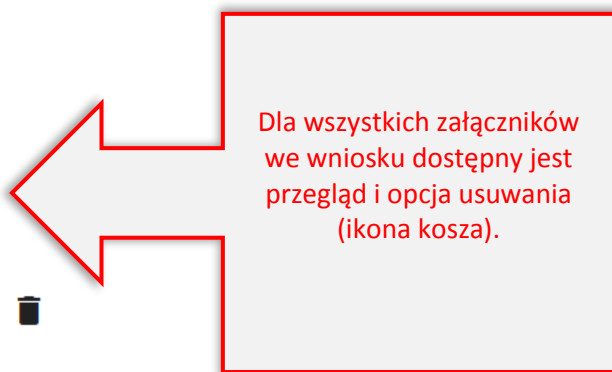 Dla wszystkich załączników
we wniosku dostępny jest
przegląd i opcja usuwania
(ikona kosza).